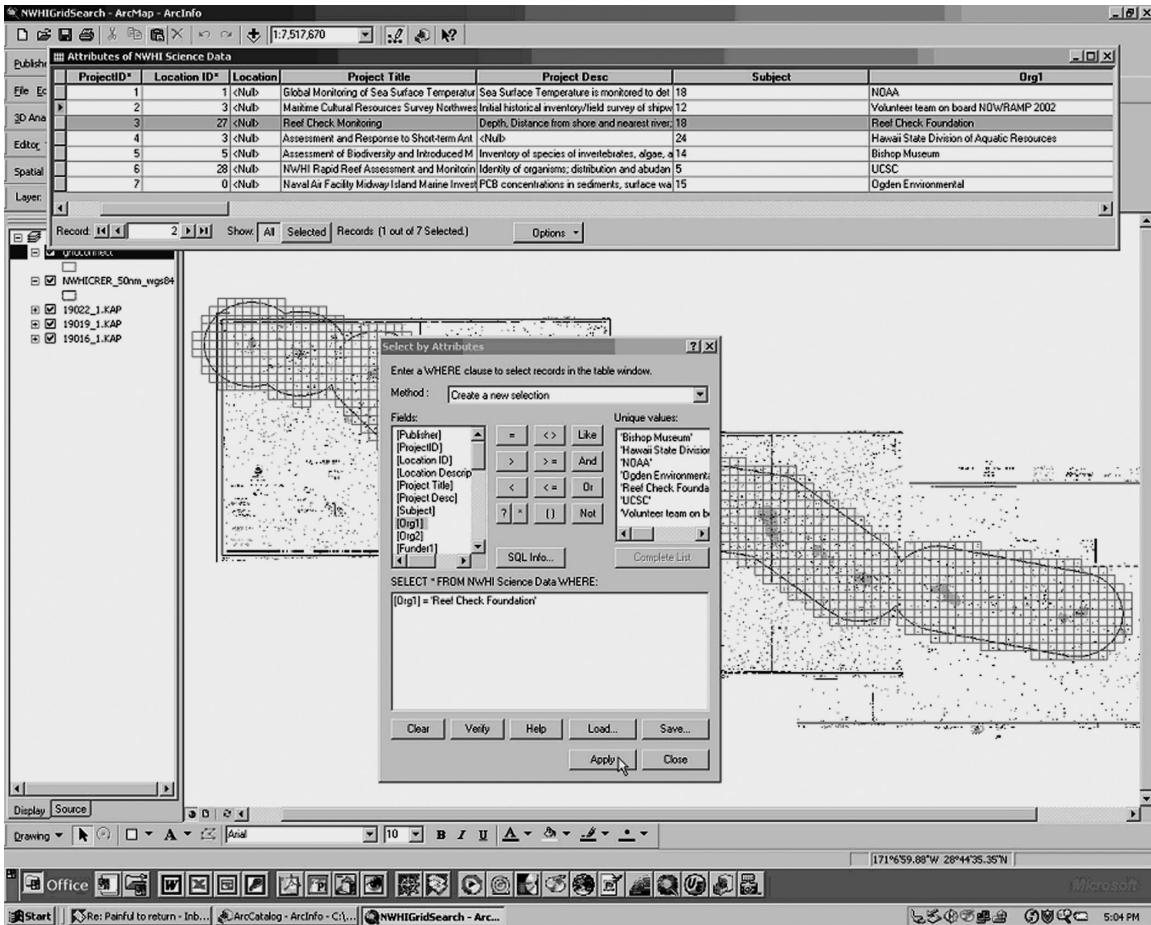 NWHIGridSearch - ArcMap - ArcInfo
1:7,517,670
Attributes of NWHI Science Data
ProjectID* Location ID* Location Project Title Project Desc Subject Org1
1 1 <Null> Global Monitoring of Sea Surface Temperatur Sea Surface Temperature is monitored to det 18 NOAA
2 3 <Null> Maritime Cultural Resources Survey Northwes Initial historical inventory/field survey of shipw 12 Volunteer team on board NOWRAMP 2002
3 27 <Null> Reef Check Monitoring Depth, Distance from shore and nearest river; 18 Reef Check Foundation
4 3 <Null> Assessment and Response to Short-term Ant <Null> 24 Hawaii State Division of Aquatic Resources
5 5 <Null> Assessment of Biodiversity and Introduced M Inventory of species of invertebrates, algae, a 14 Bishop Museum
6 28 <Null> NWHI Rapid Reef Assessment and Monitorin Identity of organisms; distribution and abudan 5 UCSC
7 0 <Null> Naval Air Facility Midway Island Marine Invest PCB concentrations in sediments, surface wa 15 Ogden Environmental
Record: 2 Show: All Selected Records (1 out of 7 Selected.) Options
Publishe
File Ec
3D Ana
Editor
Spatial
Layer:
gridconnect
NWHICRER_50nm_wgs84
19022_1.KAP
19019_1.KAP
19016_1.KAP
Select by Attributes
Enter a WHERE clause to select records in the table window.
Method : Create a new selection
Fields: Unique values:
[Publisher]
[ProjectID]
[Location ID]
[Location Descrip
[Project Title]
[Project Desc]
[Subject]
[Org1]
[Org2]
[Funder1]
= <> Like
> >= And
< <= Or
? * () Not
SQL Info...
'Bishop Museum'
'Hawaii State Division
'NOAA'
'Ogden Environmenta
'Reef Check Founda
'UCSC'
'Volunteer team on b
Complete List
SELECT * FROM NWHI Science Data WHERE:
[Org1] = 'Reef Check Foundation'
Clear Verify Help Load... Save...
Apply Close
Display Source
Drawing A Arial 10 B I U A
171°6'59.88"W 28°44'35.35"N
Office Microsoft
Start Re: Painful to return - Inb... ArcCatalog - ArcInfo - C:\... NWHIGridSearch - Arc... 5:04 PM